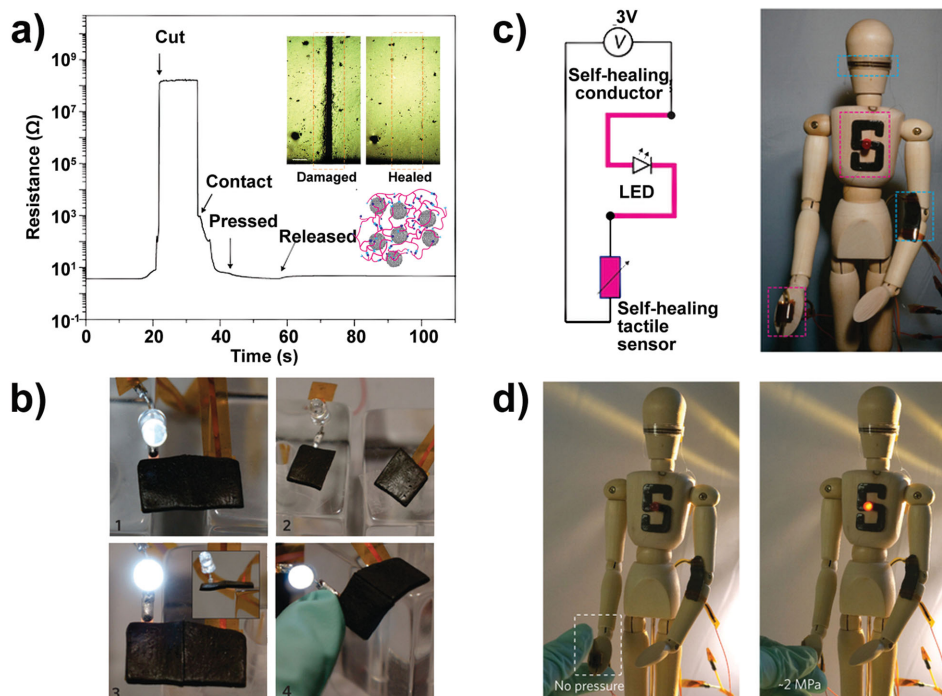 a)
Resistance (Ω)
10⁹
10⁷
10⁵
10³
10¹
10⁻¹
Cut
Contact
Pressed
Released
Damaged
Healed
0
20
40
60
80
100
Time (s)
b)
1
2
3
4
c)
3V
V
Self-healing
conductor
LED
Self-healing
tactile
sensor
S
d)
S
No pressure
S
~2 MPa